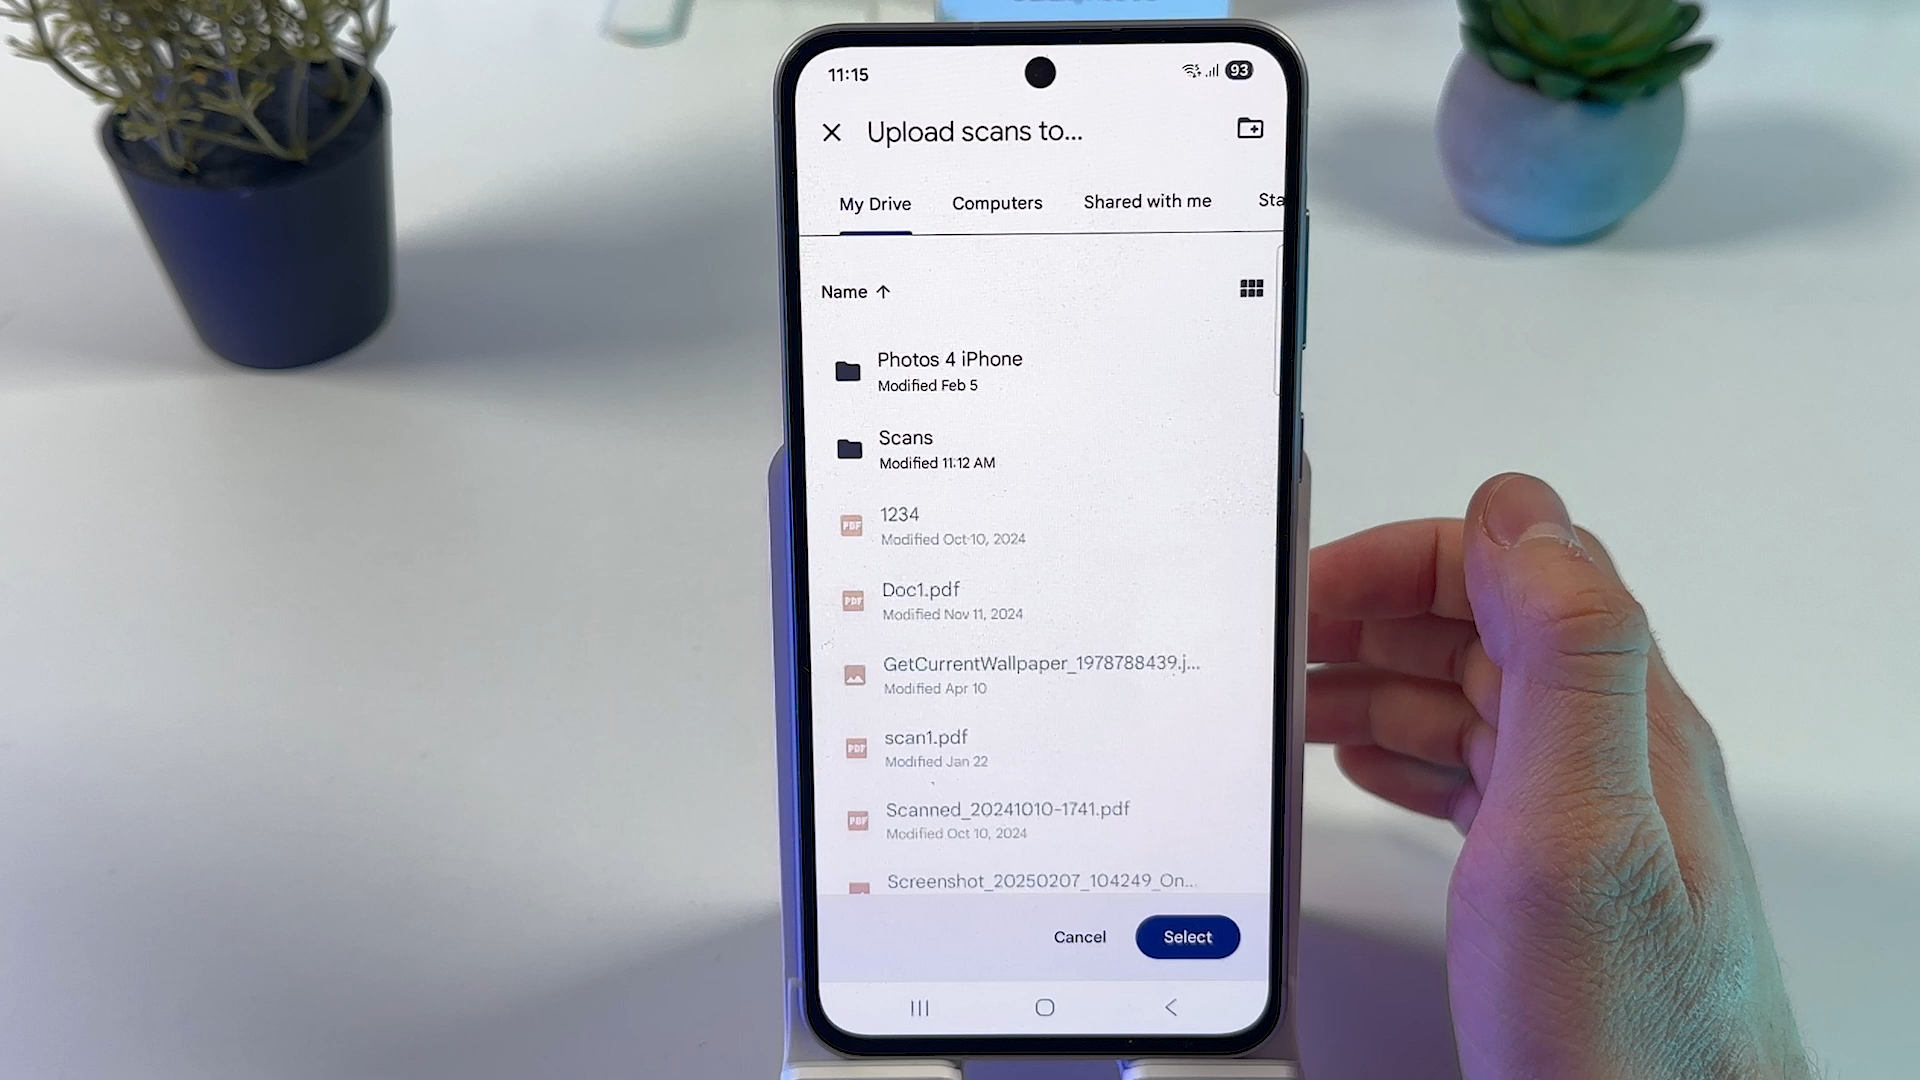 11:15
93
Upload scans to...
My Drive
Computers
Shared with me
Sta
Name
Photos 4 iPhone
Modified Feb 5
Scans
Modified 11:12 AM
PDF
1234
Modified Oct 10, 2024
PDF
Doc1.pdf
Modified Nov 11, 2024
GetCurrentWallpaper_1978788439.j...
Modified Apr 10
PDF
scan1.pdf
Modified Jan 22
PDF
Scanned_20241010-1741.pdf
Modified Oct 10, 2024
Screenshot_20250207_104249_On...
Cancel
Select